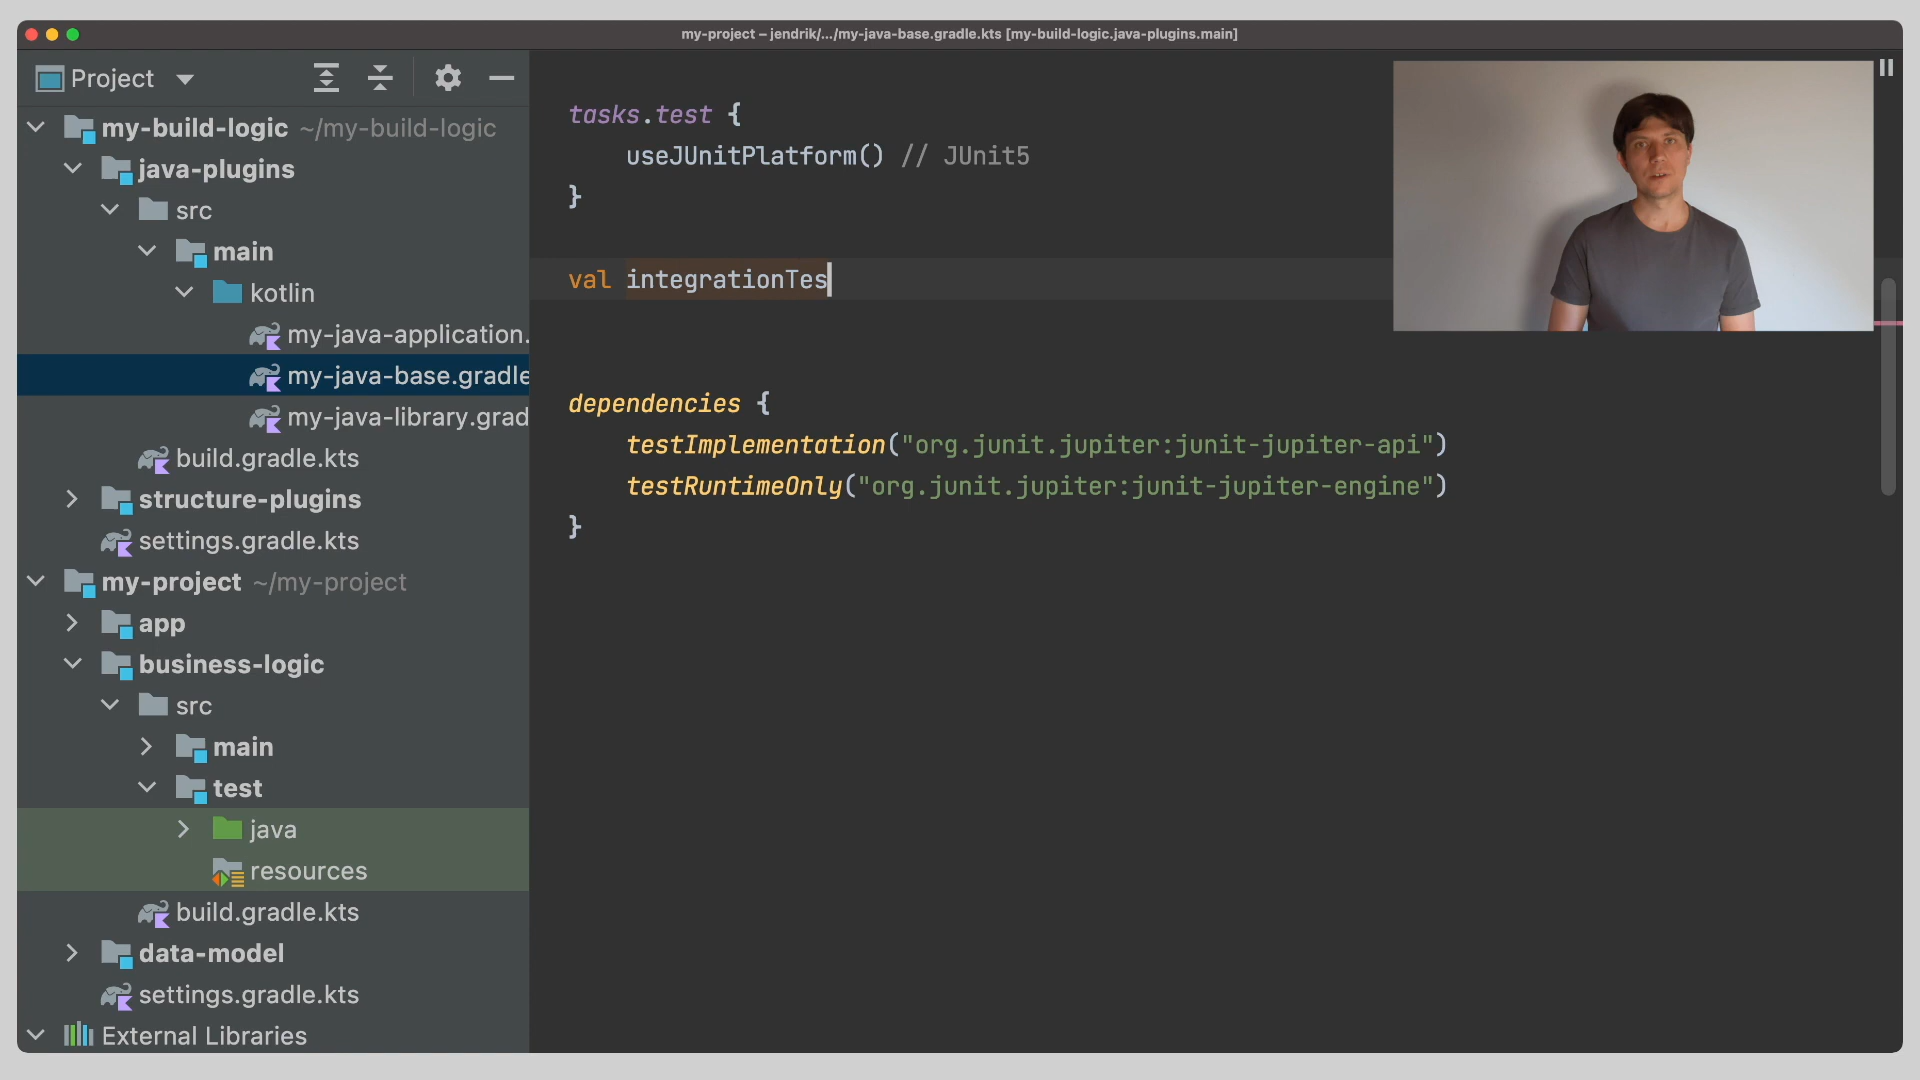 my-project – jendrik/.../my-java-base.gradle.kts [my-build-logic.java-plugins.main]
Project
my-build-logic ~/my-build-logic
java-plugins
src
main
kotlin
my-java-application.
my-java-base.gradle
my-java-library.grad
build.gradle.kts
structure-plugins
settings.gradle.kts
my-project ~/my-project
app
business-logic
src
main
test
java
resources
build.gradle.kts
data-model
settings.gradle.kts
External Libraries
tasks.test {
useJUnitPlatform() // JUnit5
}
val integrationTes
dependencies {
testImplementation("org.junit.jupiter:junit-jupiter-api")
testRuntimeOnly("org.junit.jupiter:junit-jupiter-engine")
}